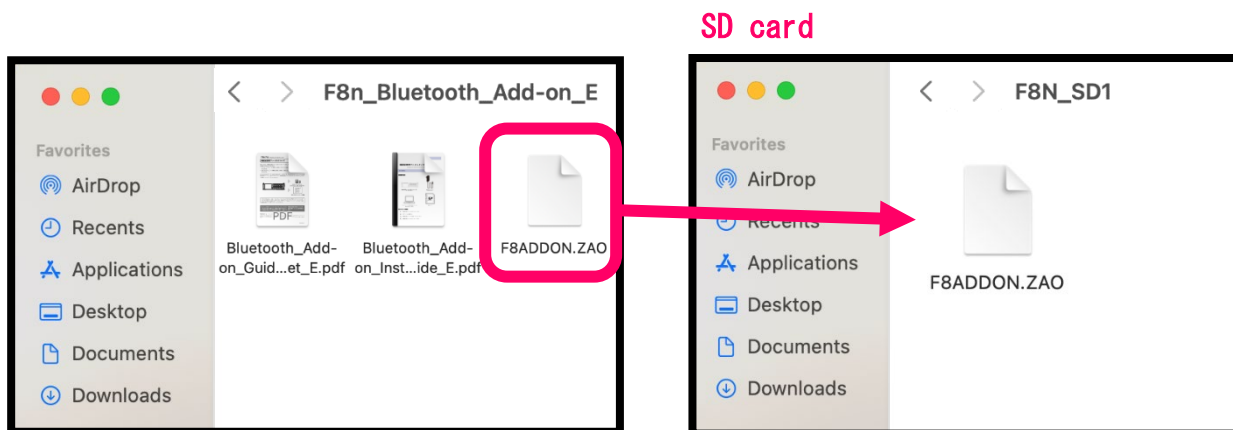 SD card
F8n_Bluetooth_Add-on_E
Favorites
AirDrop
Recents
Applications
Desktop
Documents
Downloads
PDF
Bluetooth_Add-
on_Guid...et_E.pdf
Bluetooth_Add-
on_Inst...ide_E.pdf
F8ADDON.ZAO
F8N_SD1
Favorites
AirDrop
Recents
Applications
Desktop
Documents
Downloads
F8ADDON.ZAO